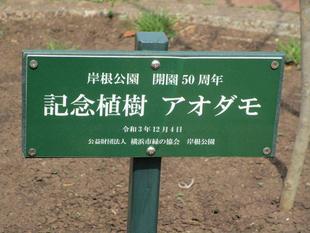 岸根公園 開園50周年
記念植樹 アオダモ
令和3年12月4日
公益財団法人 横浜市緑の協会 岸根公園